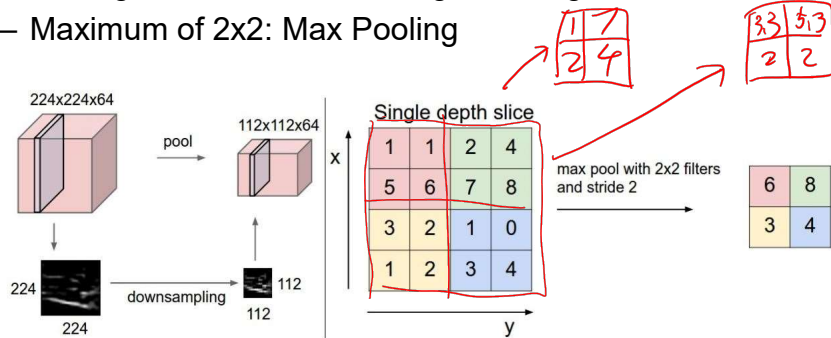 – Maximum of 2x2: Max Pooling
1 7
2 4
3,3 5,3
2 2
224x224x64
pool
112x112x64
224
224
downsampling
112
112
Single depth slice
x
1 1 2 4
5 6 7 8
3 2 1 0
1 2 3 4
y
max pool with 2x2 filters
and stride 2
6 8
3 4